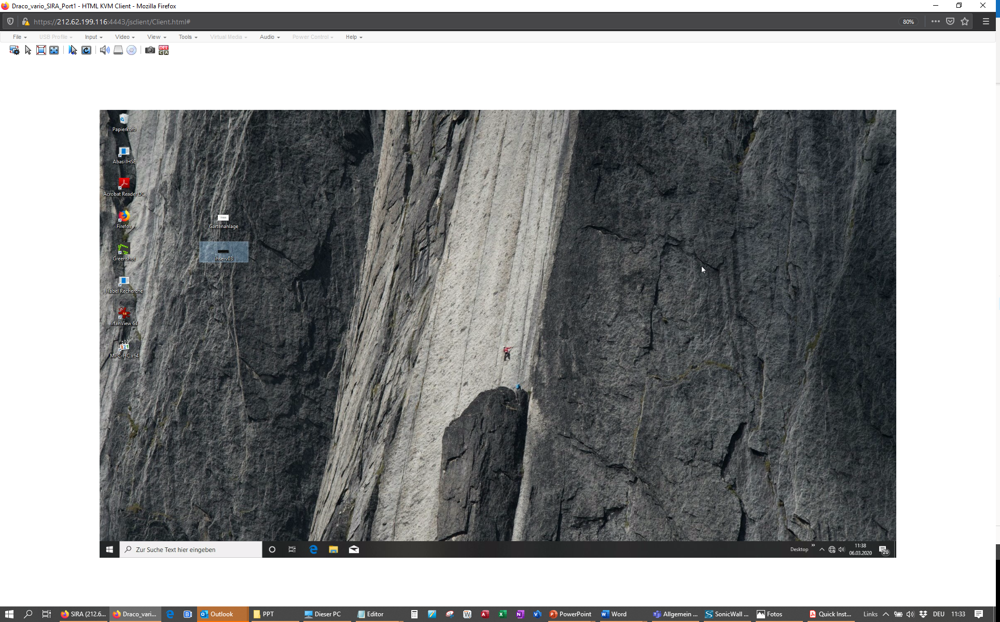 Draco_vario_SIRA_Port1 - HTML KVM Client - Mozilla Firefox
https://212.62.199.116:4443/jsclient/Client.html#
80%
File USB Profile Input Video View Tools Virtual Media Audio Power Control Help
DEL
C A
Papierkorb
Abas-IHSE
Acrobat Reader DC
Firefox
Gartenanlage
Greenshot
ihse-v03
Habel Recherche
IrfanView 64
MPC-HC x64
Zur Suche Text hier eingeben
Desktop
11:38
06.03.2020
20
SIRA (212.6... Draco_vari... Outlook PPT Dieser PC Editor PowerPoint Word Allgemein ... SonicWall ... Fotos Quick Inst... Links DEU 11:33